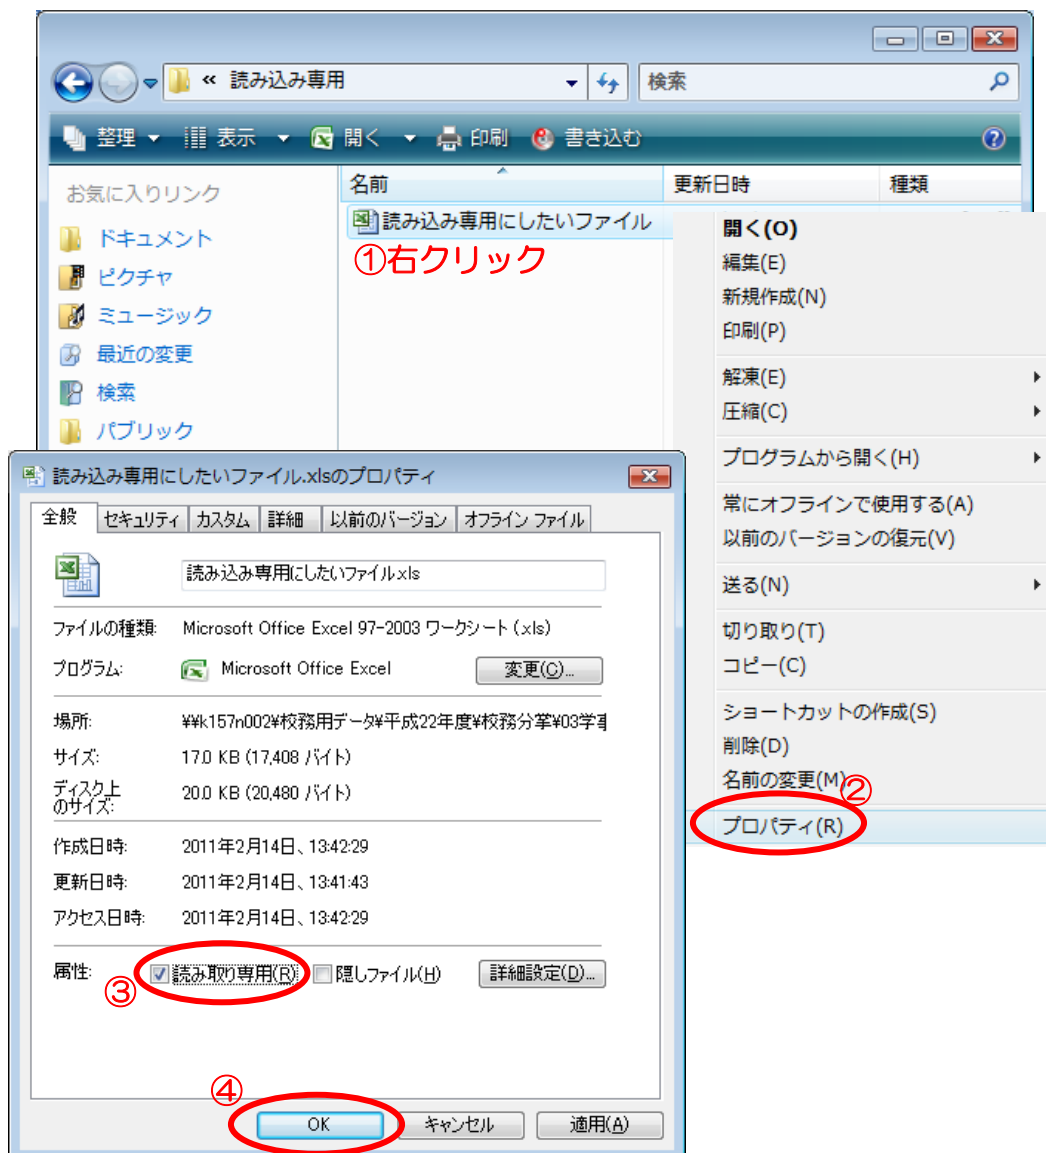 « 読み込み専用
検索
整理 表示 開く 印刷 書き込む
お気に入りリンク
ドキュメント
ピクチャ
ミュージック
最近の変更
検索
パブリック
名前 更新日時 種類
読み込み専用にしたいファイル
①右クリック
開く(O)
編集(E)
新規作成(N)
印刷(P)
解凍(E)
圧縮(C)
プログラムから開く(H)
常にオフラインで使用する(A)
以前のバージョンの復元(V)
送る(N)
切り取り(T)
コピー(C)
ショートカットの作成(S)
削除(D)
名前の変更(M)
②
プロパティ(R)
読み込み専用にしたいファイル.xlsのプロパティ
全般 セキュリティ カスタム 詳細 以前のバージョン オフライン ファイル
読み込み専用にしたいファイル.xls
ファイルの種類: Microsoft Office Excel 97-2003 ワークシート (.xls)
プログラム: Microsoft Office Excel 変更(C)...
場所: ¥¥k157n002¥校務用データ¥平成22年度¥校務分掌¥03学
サイズ: 17.0 KB (17,408 バイト)
ディスク上
のサイズ: 20.0 KB (20,480 バイト)
作成日時: 2011年2月14日、13:42:29
更新日時: 2011年2月14日、13:41:43
アクセス日時: 2011年2月14日、13:42:29
属性: 読み取り専用(R) 隠しファイル(H) 詳細設定(D)...
③
④
OK キャンセル 適用(A)